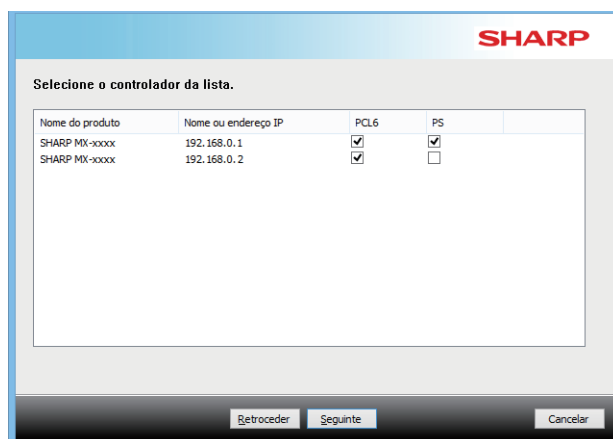 SHARP
Selecione o controlador da lista.
Nome do produto Nome ou endereço IP PCL6 PS
SHARP MX-xxxx 192.168.0.1
SHARP MX-xxxx 192.168.0.2
Retroceder Seguinte Cancelar